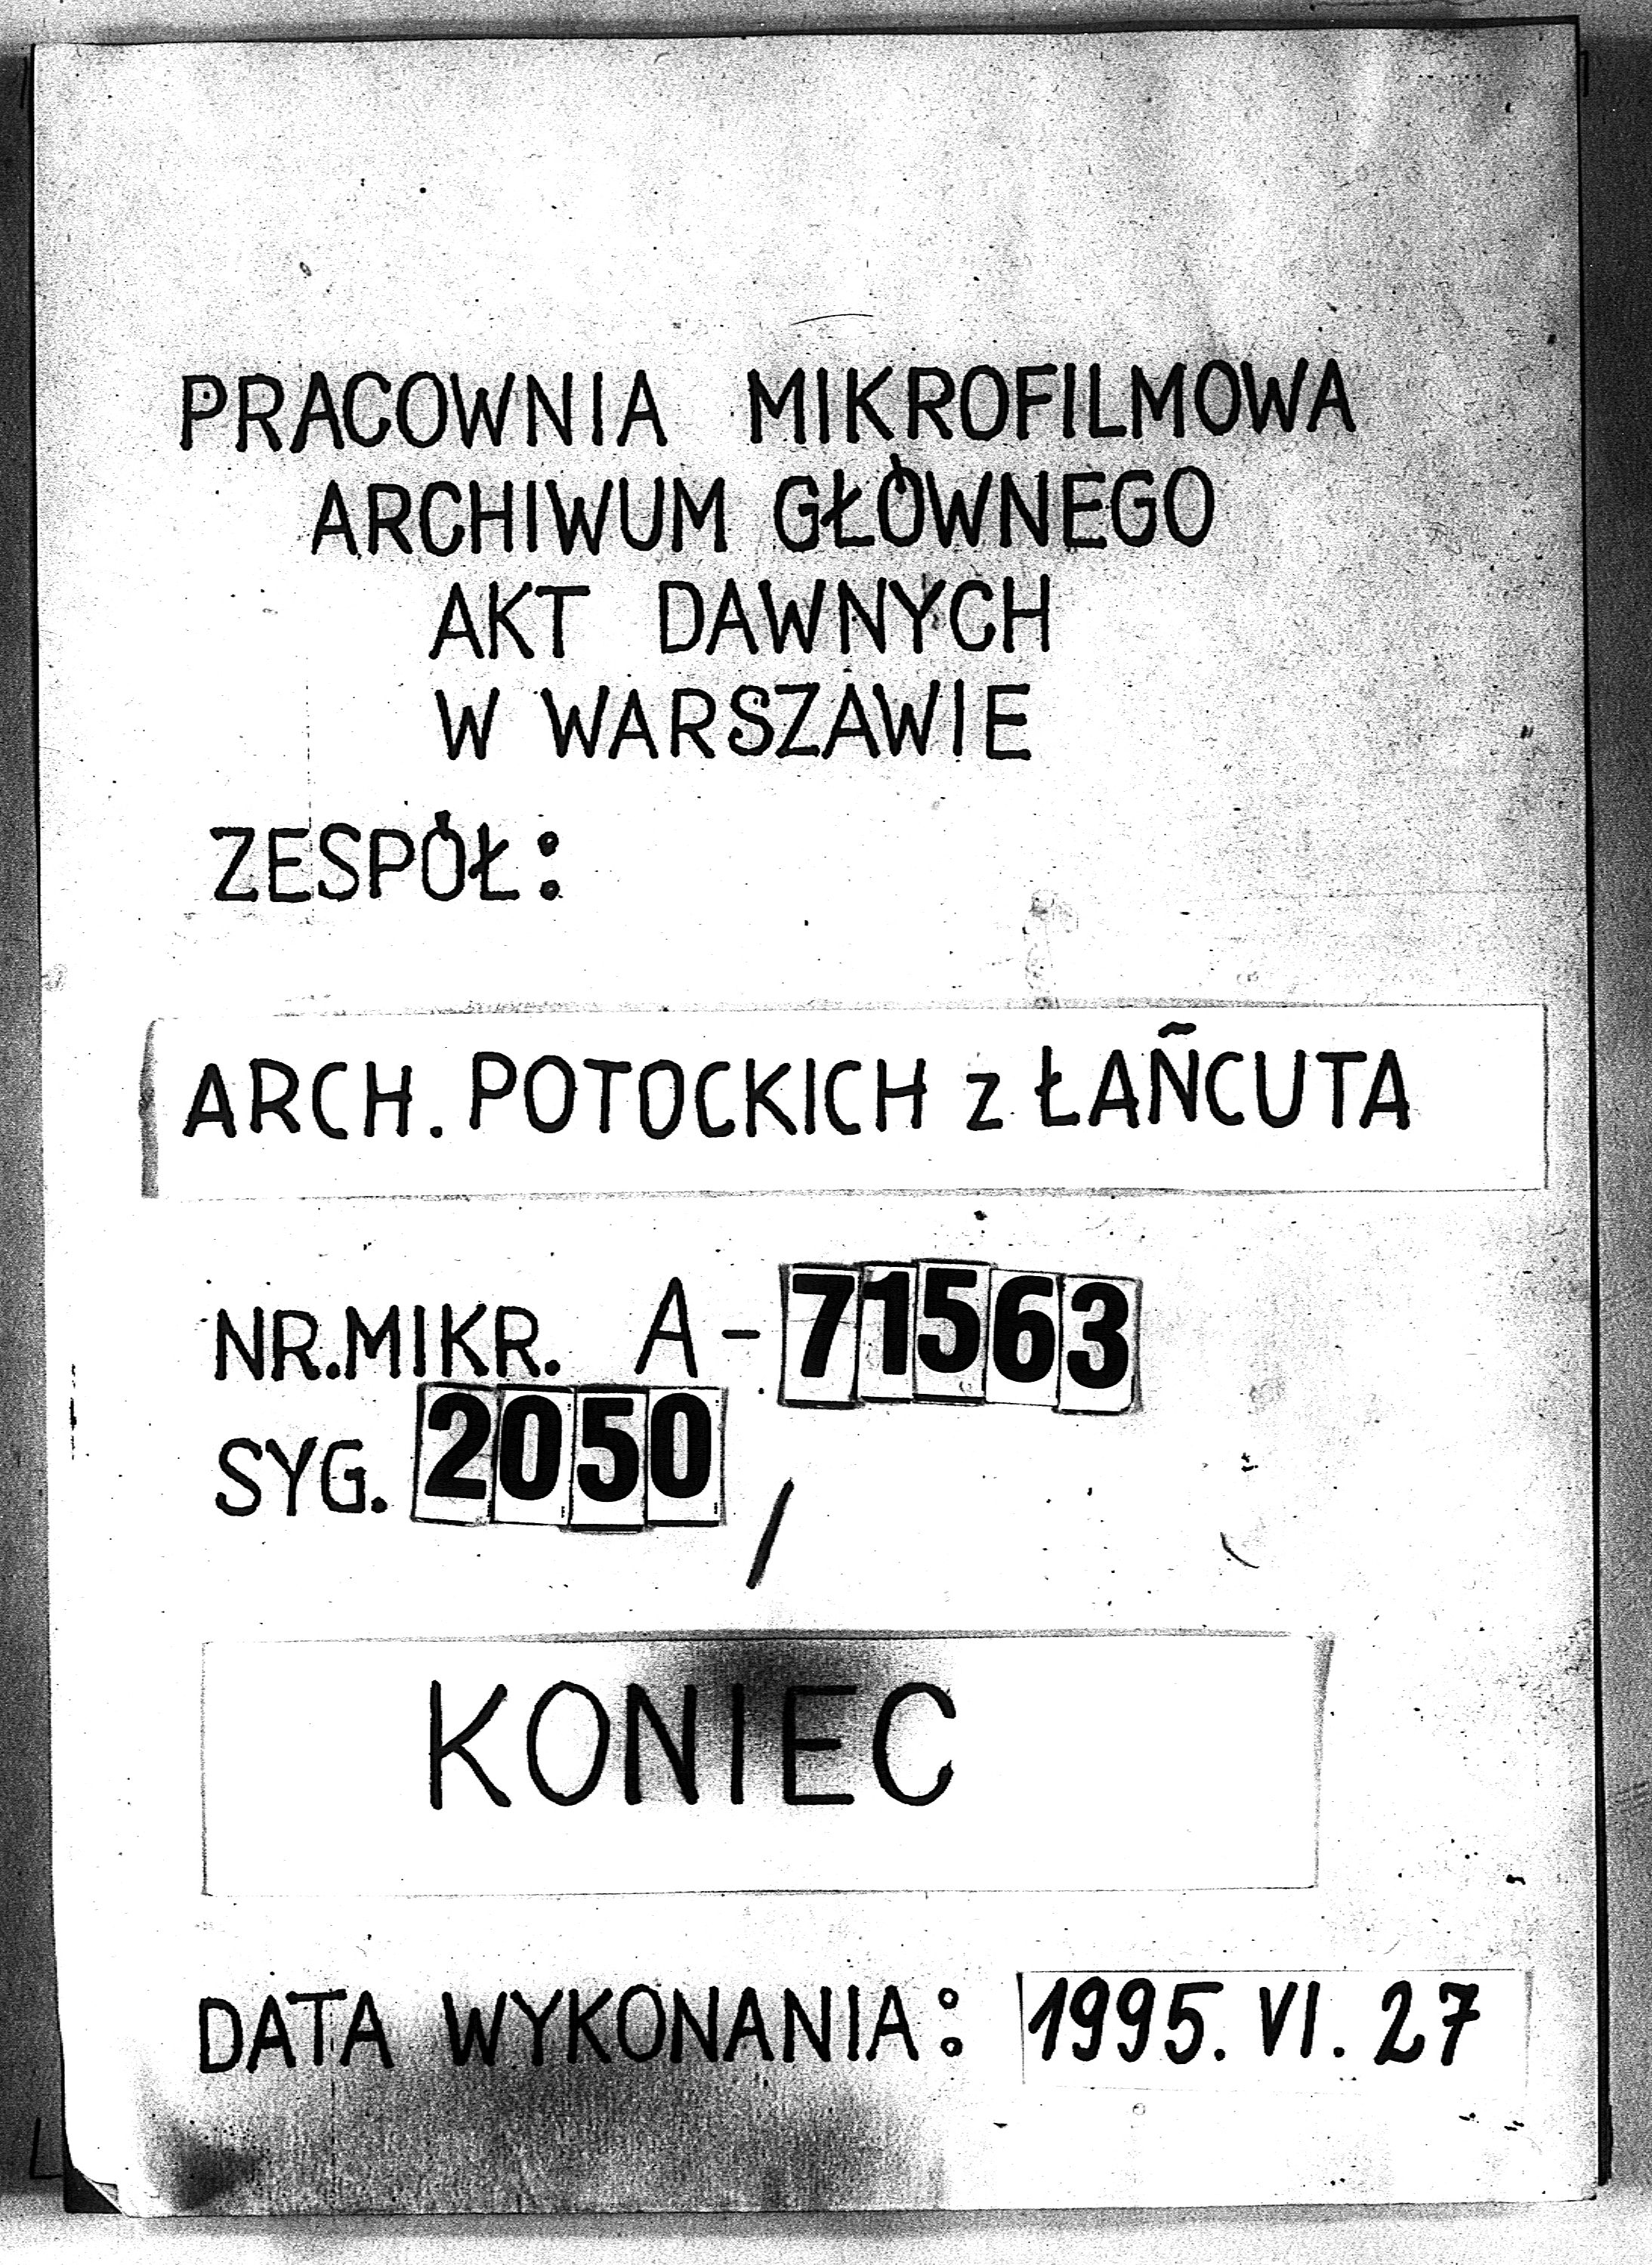 PRACOWNIA MIKROFILMOWA
ARCHIWUM GŁÓWNEGO
AKT DAWNYCH
W WARSZAWIE
ZESPÓŁ:
ARCH. POTOCKICH z ŁAŃCUTA
NR. MIKR. A-71563
SYG. 2050 /
KONIEC
DATA WYKONANIA: 1995. VI. 27